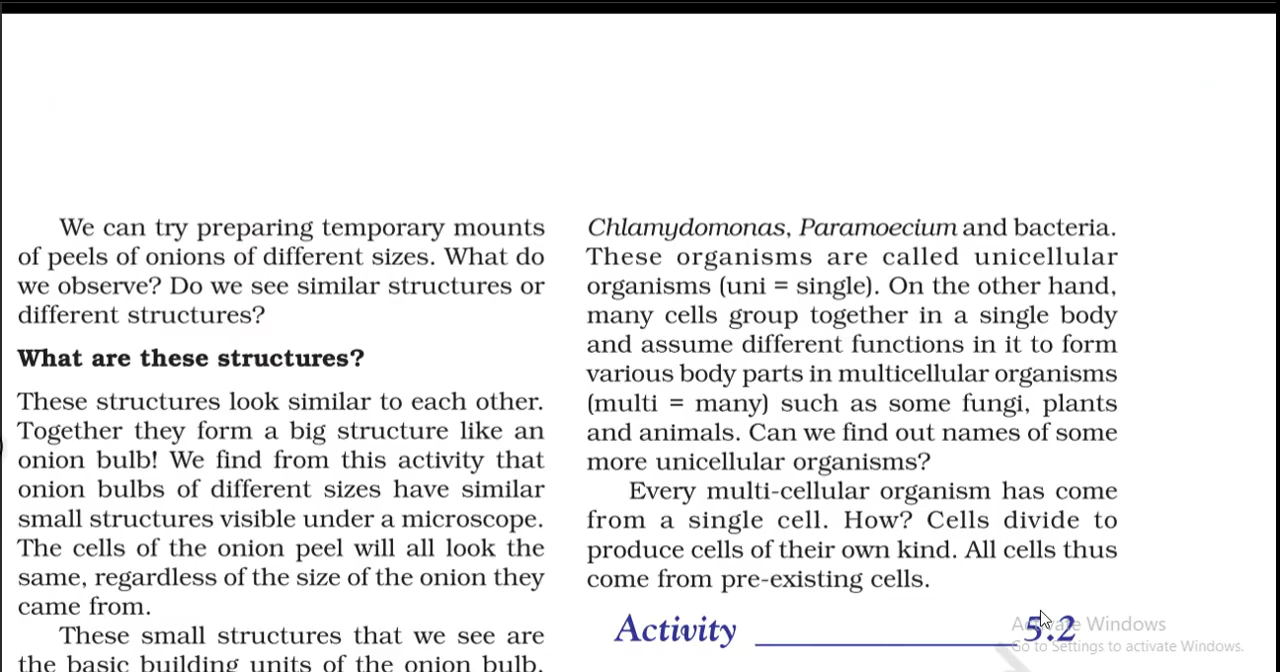 We can try preparing temporary mounts
of peels of onions of different sizes. What do
we observe? Do we see similar structures or
different structures?
What are these structures?
These structures look similar to each other.
Together they form a big structure like an
onion bulb! We find from this activity that
onion bulbs of different sizes have similar
small structures visible under a microscope.
The cells of the onion peel will all look the
same, regardless of the size of the onion they
came from.
These small structures that we see are
the basic building units of the onion bulb.
Chlamydomonas, Paramoecium and bacteria.
These organisms are called unicellular
organisms (uni = single). On the other hand,
many cells group together in a single body
and assume different functions in it to form
various body parts in multicellular organisms
(multi = many) such as some fungi, plants
and animals. Can we find out names of some
more unicellular organisms?
Every multi-cellular organism has come
from a single cell. How? Cells divide to
produce cells of their own kind. All cells thus
come from pre-existing cells.
Activity 5.2
Activate Windows
Go to Settings to activate Windows.